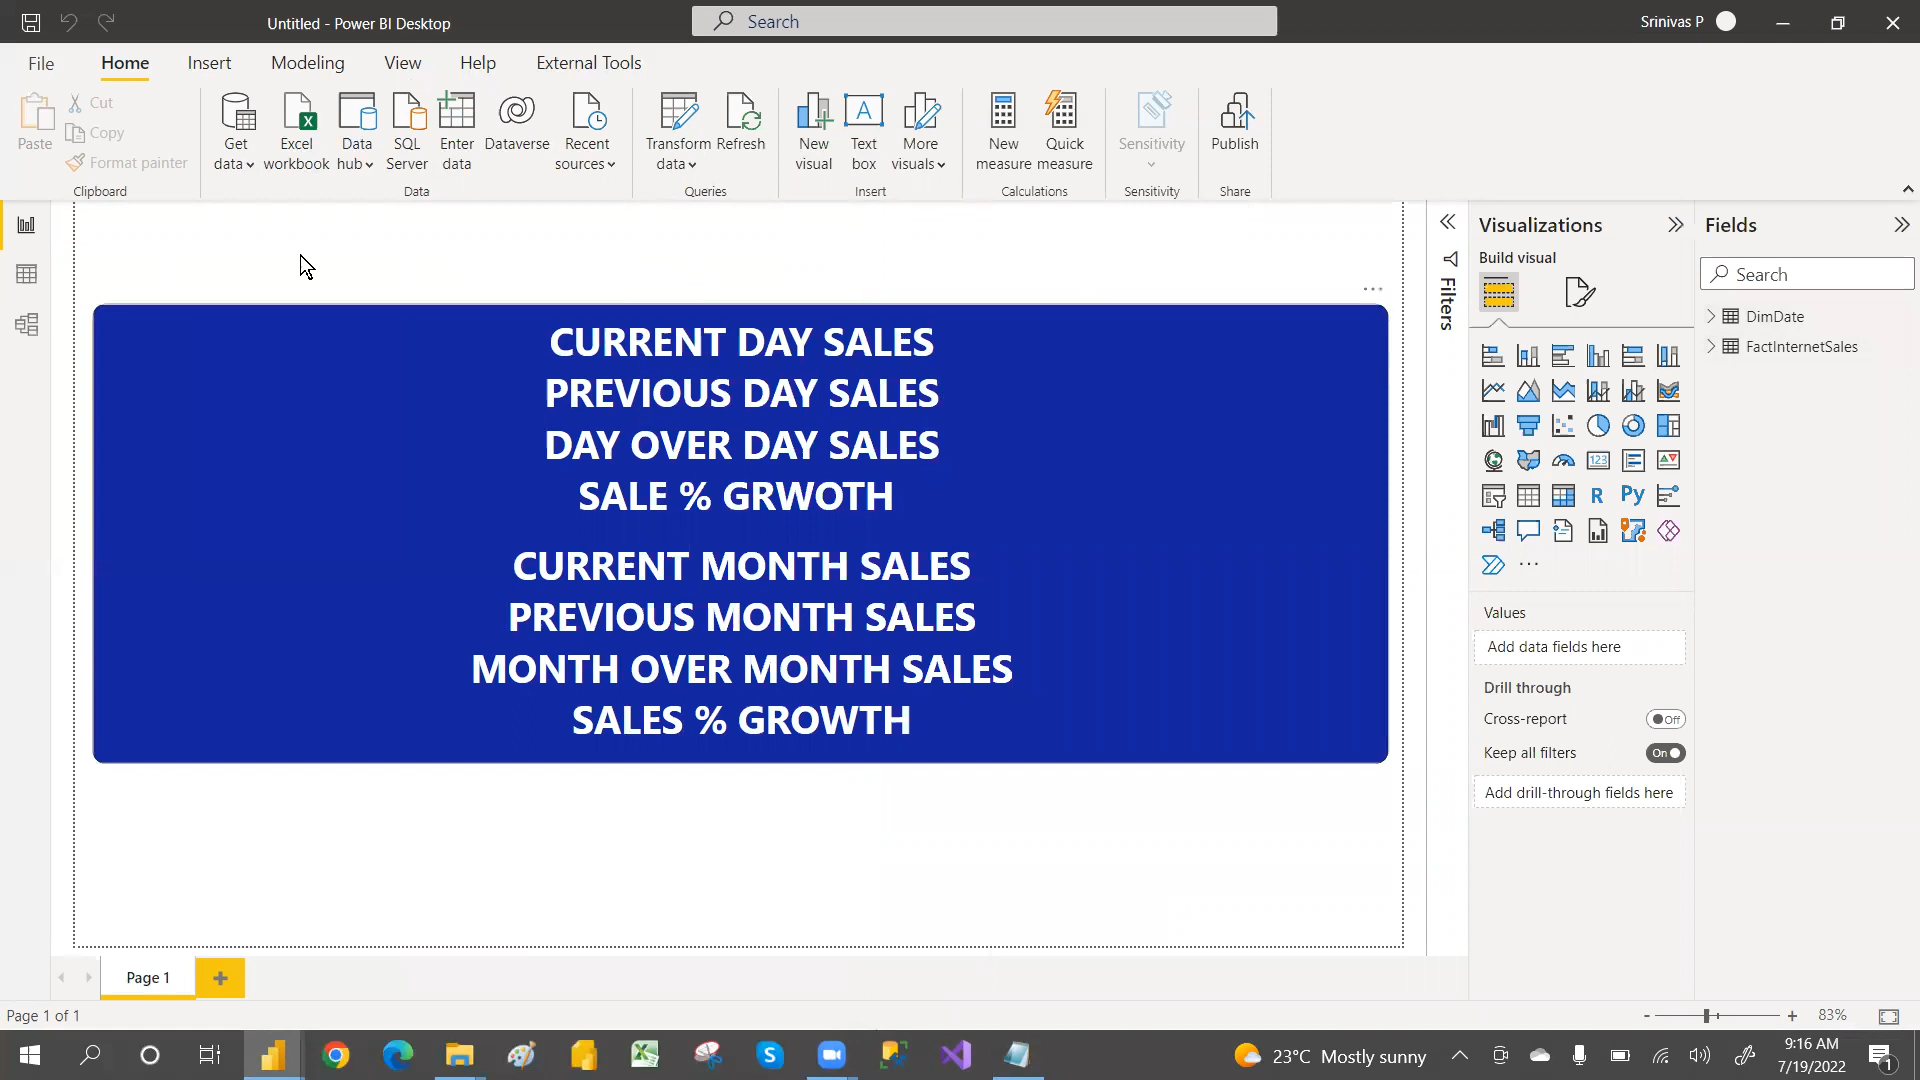 Untitled - Power BI Desktop
Search
Srinivas P
File
Home
Insert
Modeling
View
Help
External Tools
Paste
Cut
Copy
Format painter
Clipboard
Get data
Excel workbook
Data hub
SQL Server
Enter data
Dataverse
Recent sources
Data
Transform data
Refresh
Queries
New visual
Text box
More visuals
Insert
New measure
Quick measure
Calculations
Sensitivity
Sensitivity
Publish
Share
CURRENT DAY SALES
PREVIOUS DAY SALES
DAY OVER DAY SALES
SALE % GRWOTH
CURRENT MONTH SALES
PREVIOUS MONTH SALES
MONTH OVER MONTH SALES
SALES % GROWTH
Filters
Visualizations
Build visual
123
R
Py
Values
Add data fields here
Drill through
Cross-report
Off
Keep all filters
On
Add drill-through fields here
Fields
Search
DimDate
FactInternetSales
Page 1
Page 1 of 1
- + 83%
23°C Mostly sunny
9:16 AM
7/19/2022
1